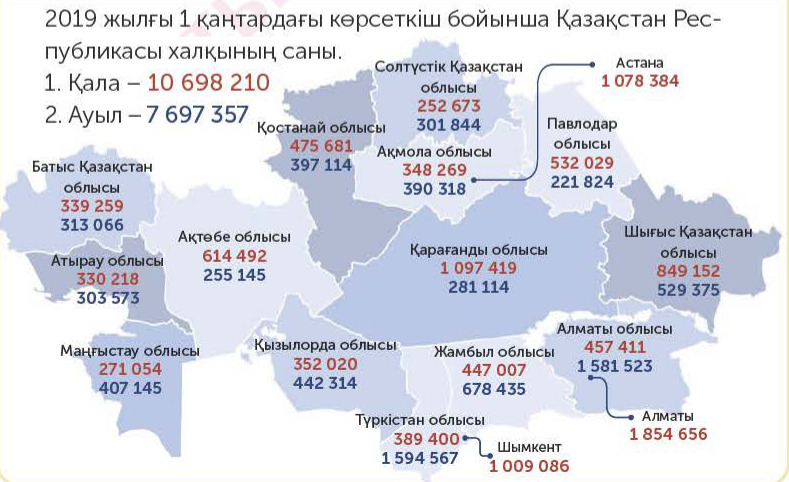 2019 жылғы 1 қаңтардағы көрсеткіш бойынша Қазақстан Рес-
публикасы халқының саны.
1. Қала – 10 698 210
2. Ауыл – 7 697 357
Солтүстік Қазақстан
облысы
252 673
301 844
Астана
1 078 384
Қостанай облысы
475 681
397 114
Ақмола облысы
348 269
390 318
Павлодар
облысы
532 029
221 824
Батыс Қазақстан
облысы
339 259
313 066
Ақтөбе облысы
614 492
255 145
Атырау облысы
330 218
303 573
Қарағанды облысы
1 097 419
281 114
Шығыс Қазақстан
облысы
849 152
529 375
Маңғыстау облысы
271 054
407 145
Қызылорда облысы
352 020
442 314
Жамбыл облысы
447 007
678 435
Алматы облысы
457 411
1 581 523
Түркістан облысы
389 400
1 594 567
Шымкент
1 009 086
Алматы
1 854 656